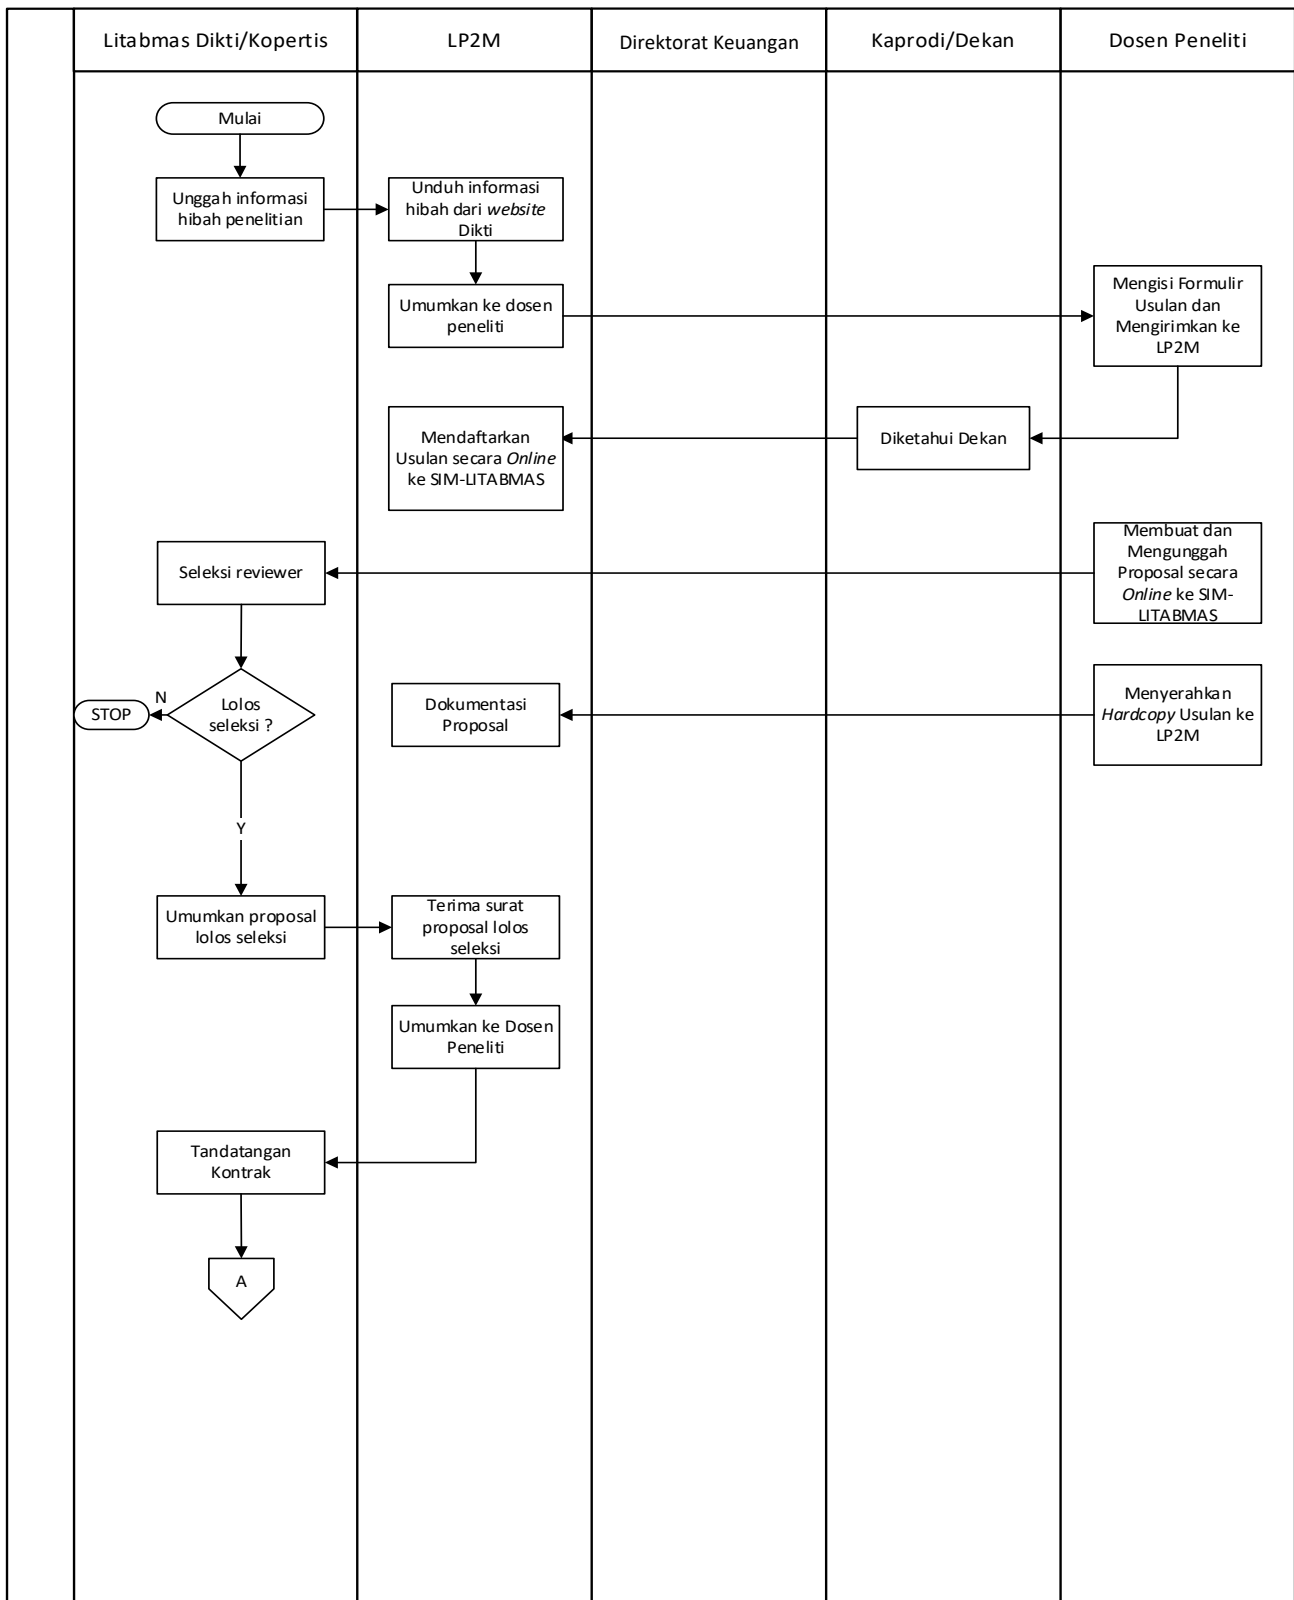 Litabmas Dikti/Kopertis
LP2M
Direktorat Keuangan
Kaprodi/Dekan
Dosen Peneliti
Mulai
Unggah informasi
hibah penelitian
Unduh informasi
hibah dari website
Dikti
Umumkan ke dosen
peneliti
Mengisi Formulir
Usulan dan
Mengirimkan ke
LP2M
Diketahui Dekan
Mendaftarkan
Usulan secara Online
ke SIM-LITABMAS
Membuat dan
Mengunggah
Proposal secara
Online ke SIM-
LITABMAS
Seleksi reviewer
Lolos
seleksi ?
N
STOP
Dokumentasi
Proposal
Menyerahkan
Hardcopy Usulan ke
LP2M
Y
Umumkan proposal
lolos seleksi
Terima surat
proposal lolos
seleksi
Umumkan ke Dosen
Peneliti
Tandatangan
Kontrak
A